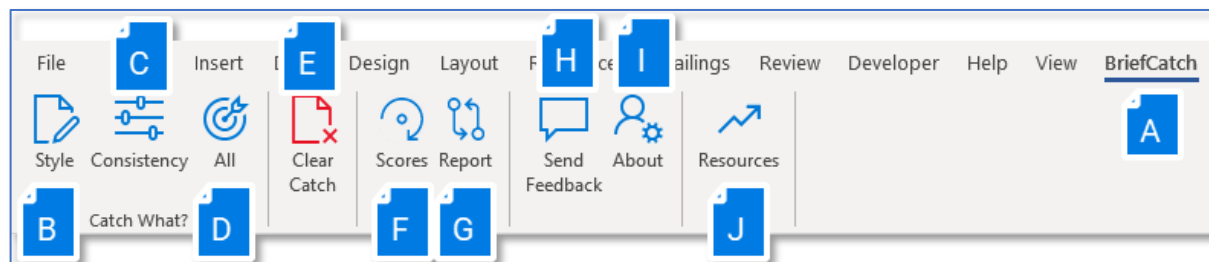 C E H I
File Insert Design Layout Review Developer Help View BriefCatch
A
Style Consistency All Clear Catch Scores Report Send Feedback About Resources
Catch What?
B D F G J